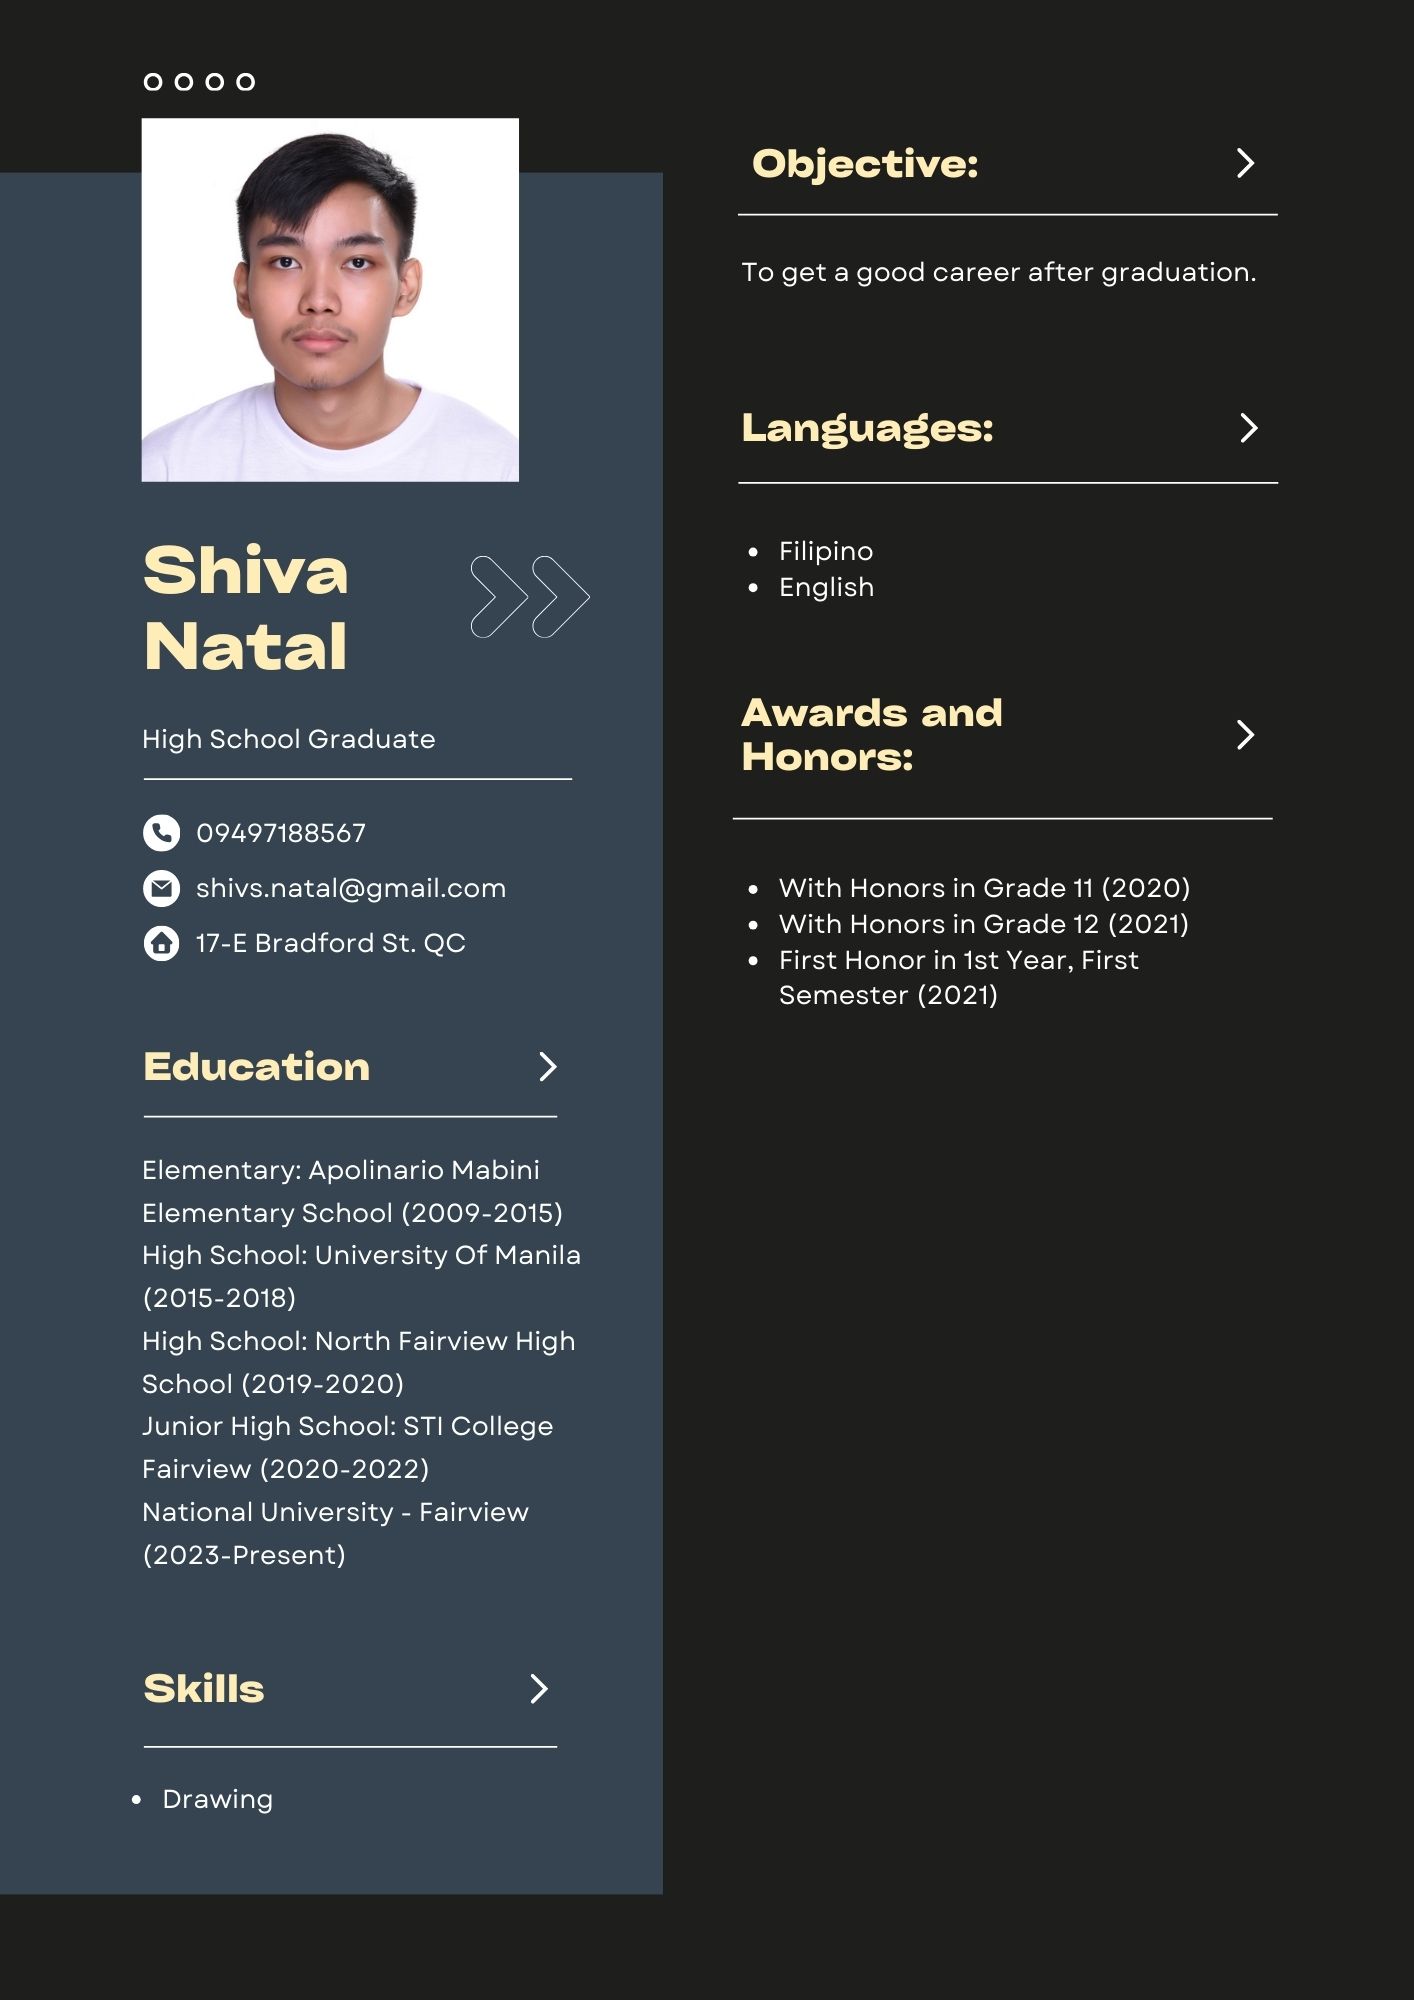 Shiva
Natal
High School Graduate
09497188567
shivs.natal@gmail.com
17-E Bradford St. QC
Education
Elementary: Apolinario Mabini
Elementary School (2009-2015)
High School: University Of Manila
(2015-2018)
High School: North Fairview High
School (2019-2020)
Junior High School: STI College
Fairview (2020-2022)
National University - Fairview
(2023-Present)
Skills
Drawing
Objective:
To get a good career after graduation.
Languages:
Filipino
English
Awards and
Honors:
With Honors in Grade 11 (2020)
With Honors in Grade 12 (2021)
First Honor in 1st Year, First
Semester (2021)